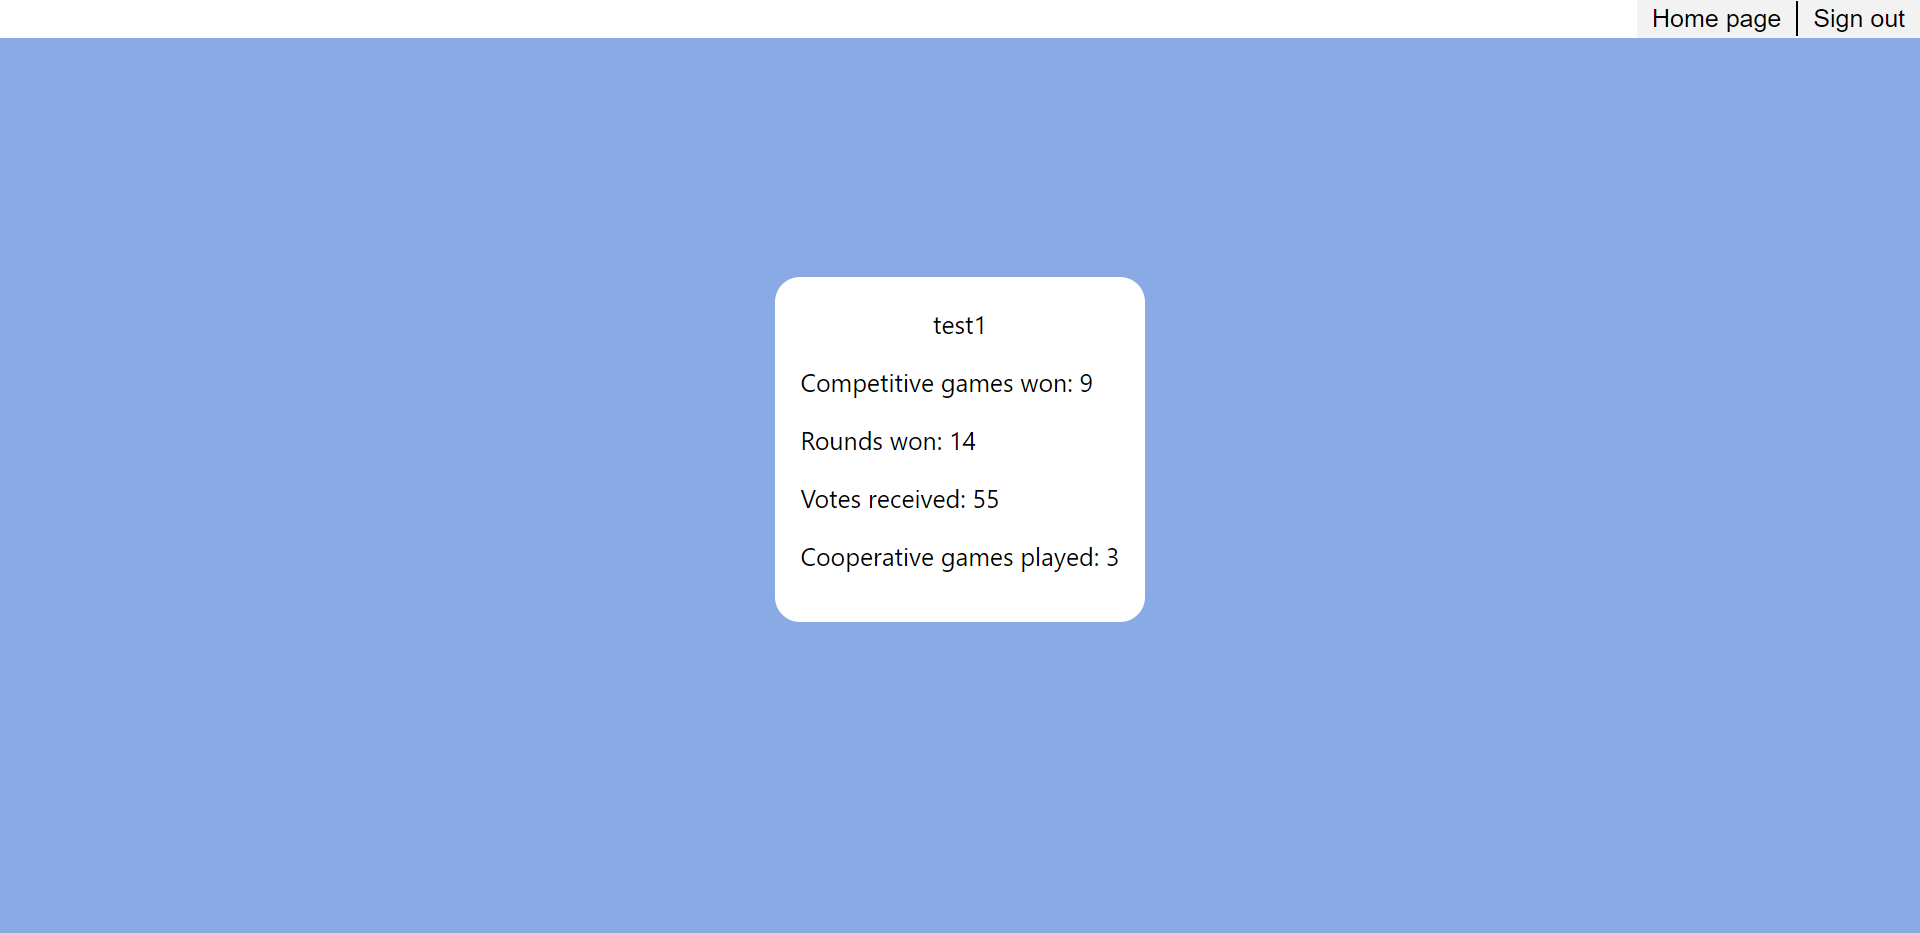 Home page Sign out
test1
Competitive games won: 9
Rounds won: 14
Votes received: 55
Cooperative games played: 3